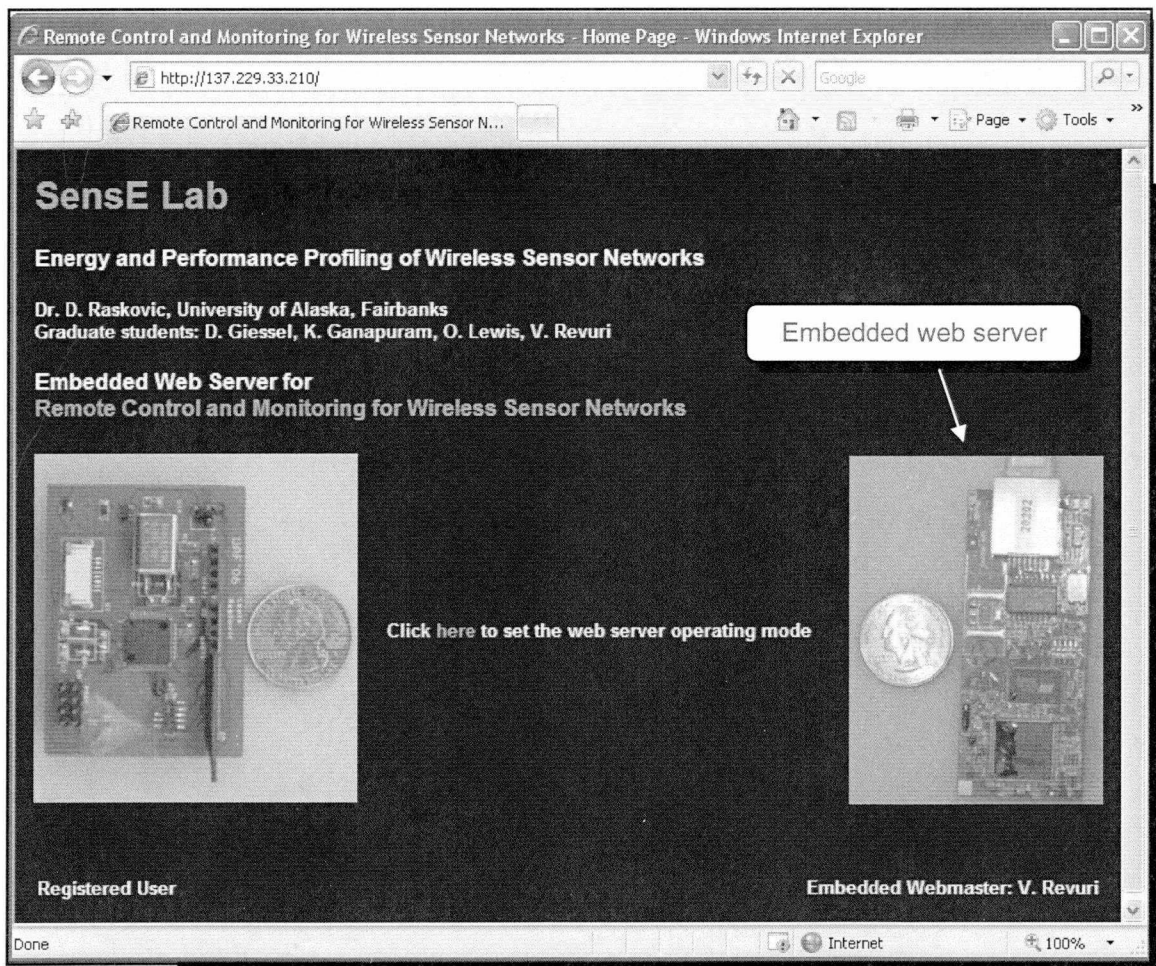 Remote Control and Monitoring for Wireless Sensor Networks - Home Page - Windows Internet Explorer
http://137.229.33.210/
Google
Remote Control and Monitoring for Wireless Sensor N...
Page
Tools
SensE Lab
Energy and Performance Profiling of Wireless Sensor Networks
Dr. D. Raskovic, University of Alaska, Fairbanks
Graduate students: D. Giessel, K. Ganapuram, O. Lewis, V. Revuri
Embedded web server
Embedded Web Server for
Remote Control and Monitoring for Wireless Sensor Networks
Click here to set the web server operating mode
Registered User
Embedded Webmaster: V. Revuri
Done
Internet
100%